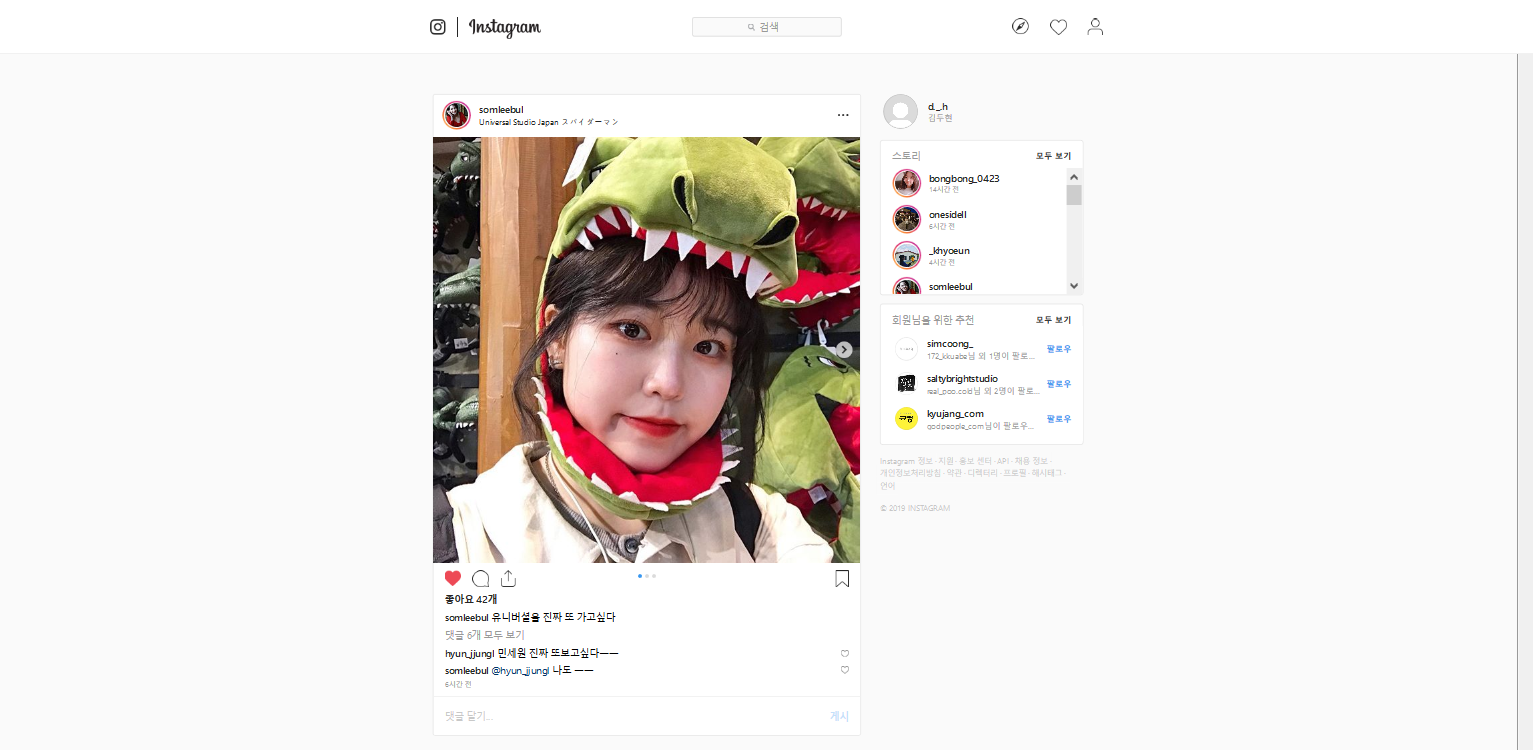 Instagram
검색
somleebul
Universal Studio Japan スパイダーマン
d._.h
김두현
스토리
모두 보기
bongbong_0423
14시간 전
onesidell
6시간 전
_khyoeun
4시간 전
somleebul
회원님을 위한 추천
모두 보기
simcoong_
172_kkuabe님 외 1명이 팔로...
팔로우
saltybrightstudio
real_poo.cold님 외 2명이 팔로...
팔로우
kyujang_com
godpeople_com님이 팔로우...
팔로우
Instagram 정보 · 지원 · 홍보 센터 · API · 채용 정보 ·
개인정보처리방침 · 약관 · 디렉터리 · 프로필 · 해시태그 ·
언어
© 2019 INSTAGRAM
좋아요 42개
somleebul 유니버셜을 진짜 또 가고싶다
댓글 6개 모두 보기
hyun_jjungl 민세원 진짜 또보고싶다ㅡㅡ
somleebul @hyun_jjungl 나도 ㅡㅡ
6시간 전
댓글 달기...
게시